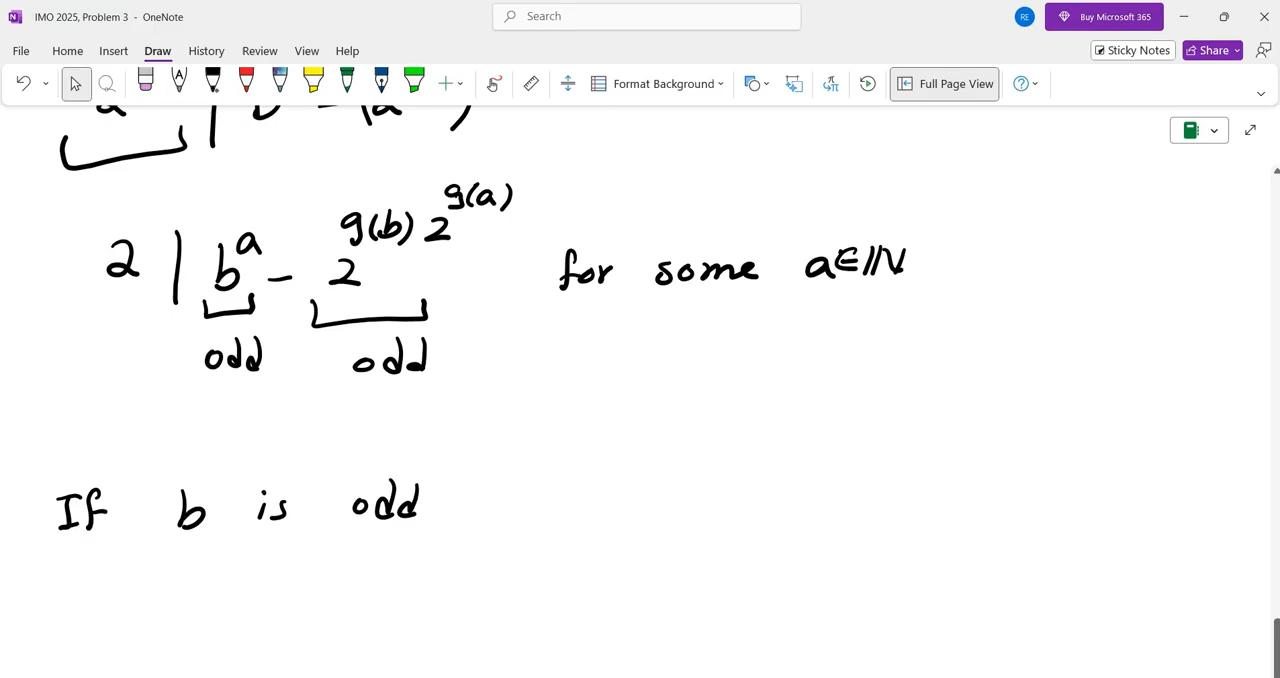 IMO 2025, Problem 3 - OneNote
Search
RE
Buy Microsoft 365
File Home Insert Draw History Review View Help
Sticky Notes
Share
Format Background
Full Page View
2 | b^a - 2^{g(b) 2^{g(a)}} for some a∈ℕ
odd odd
If b is odd